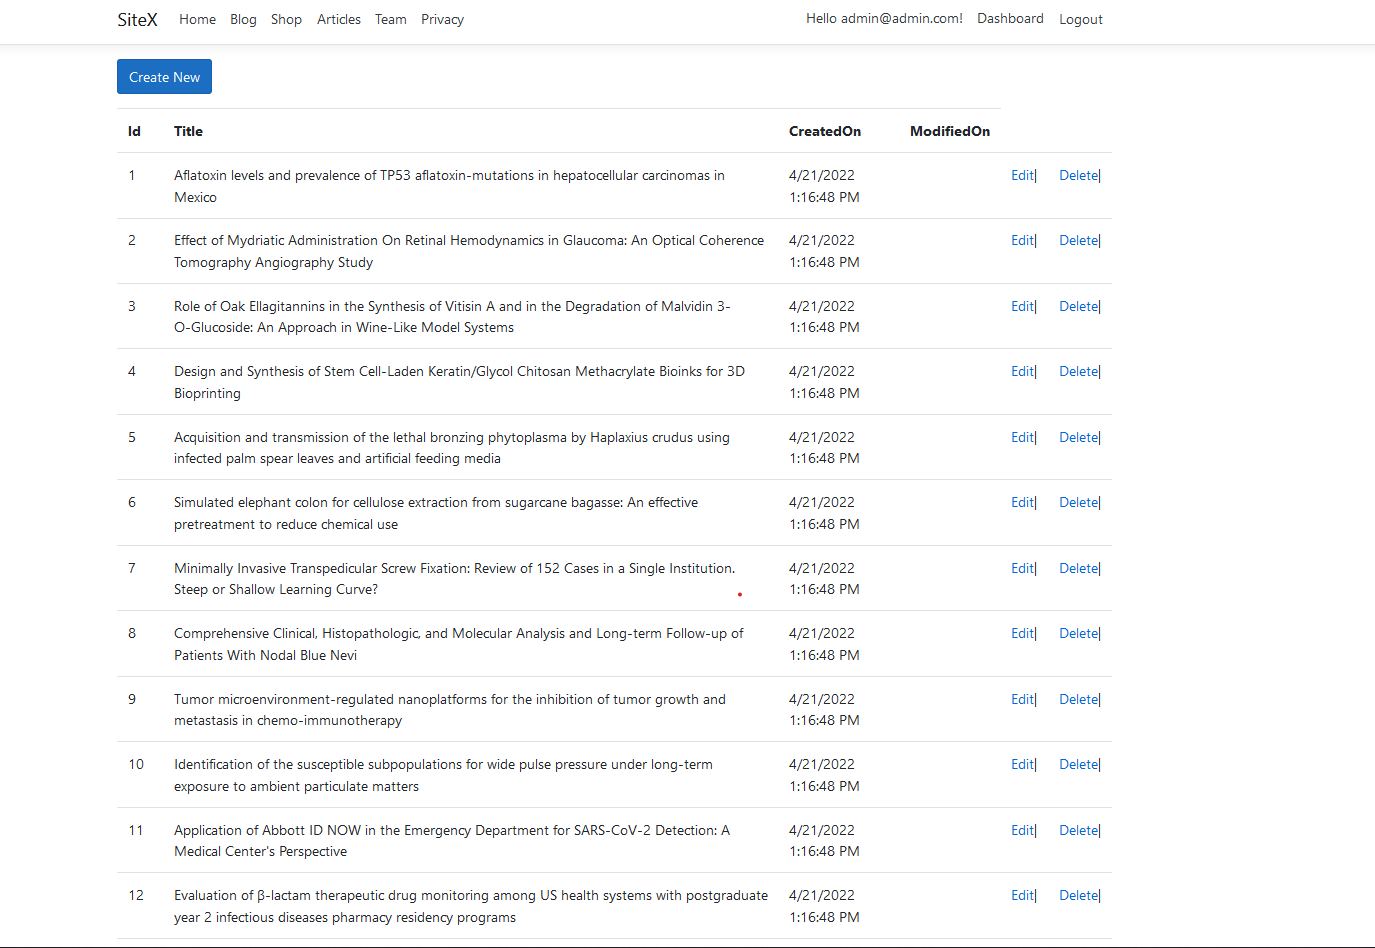 SiteX Home Blog Shop Articles Team Privacy Hello admin@admin.com! Dashboard Logout
Create New
Id Title CreatedOn ModifiedOn
1 Aflatoxin levels and prevalence of TP53 aflatoxin-mutations in hepatocellular carcinomas in 4/21/2022 Edit| Delete|
Mexico 1:16:48 PM
2 Effect of Mydriatic Administration On Retinal Hemodynamics in Glaucoma: An Optical Coherence 4/21/2022 Edit| Delete|
Tomography Angiography Study 1:16:48 PM
3 Role of Oak Ellagitannins in the Synthesis of Vitisin A and in the Degradation of Malvidin 3- 4/21/2022 Edit| Delete|
O-Glucoside: An Approach in Wine-Like Model Systems 1:16:48 PM
4 Design and Synthesis of Stem Cell-Laden Keratin/Glycol Chitosan Methacrylate Bioinks for 3D 4/21/2022 Edit| Delete|
Bioprinting 1:16:48 PM
5 Acquisition and transmission of the lethal bronzing phytoplasma by Haplaxius crudus using 4/21/2022 Edit| Delete|
infected palm spear leaves and artificial feeding media 1:16:48 PM
6 Simulated elephant colon for cellulose extraction from sugarcane bagasse: An effective 4/21/2022 Edit| Delete|
pretreatment to reduce chemical use 1:16:48 PM
7 Minimally Invasive Transpedicular Screw Fixation: Review of 152 Cases in a Single Institution. 4/21/2022 Edit| Delete|
Steep or Shallow Learning Curve? 1:16:48 PM
8 Comprehensive Clinical, Histopathologic, and Molecular Analysis and Long-term Follow-up of 4/21/2022 Edit| Delete|
Patients With Nodal Blue Nevi 1:16:48 PM
9 Tumor microenvironment-regulated nanoplatforms for the inhibition of tumor growth and 4/21/2022 Edit| Delete|
metastasis in chemo-immunotherapy 1:16:48 PM
10 Identification of the susceptible subpopulations for wide pulse pressure under long-term 4/21/2022 Edit| Delete|
exposure to ambient particulate matters 1:16:48 PM
11 Application of Abbott ID NOW in the Emergency Department for SARS-CoV-2 Detection: A 4/21/2022 Edit| Delete|
Medical Center's Perspective 1:16:48 PM
12 Evaluation of β-lactam therapeutic drug monitoring among US health systems with postgraduate 4/21/2022 Edit| Delete|
year 2 infectious diseases pharmacy residency programs 1:16:48 PM